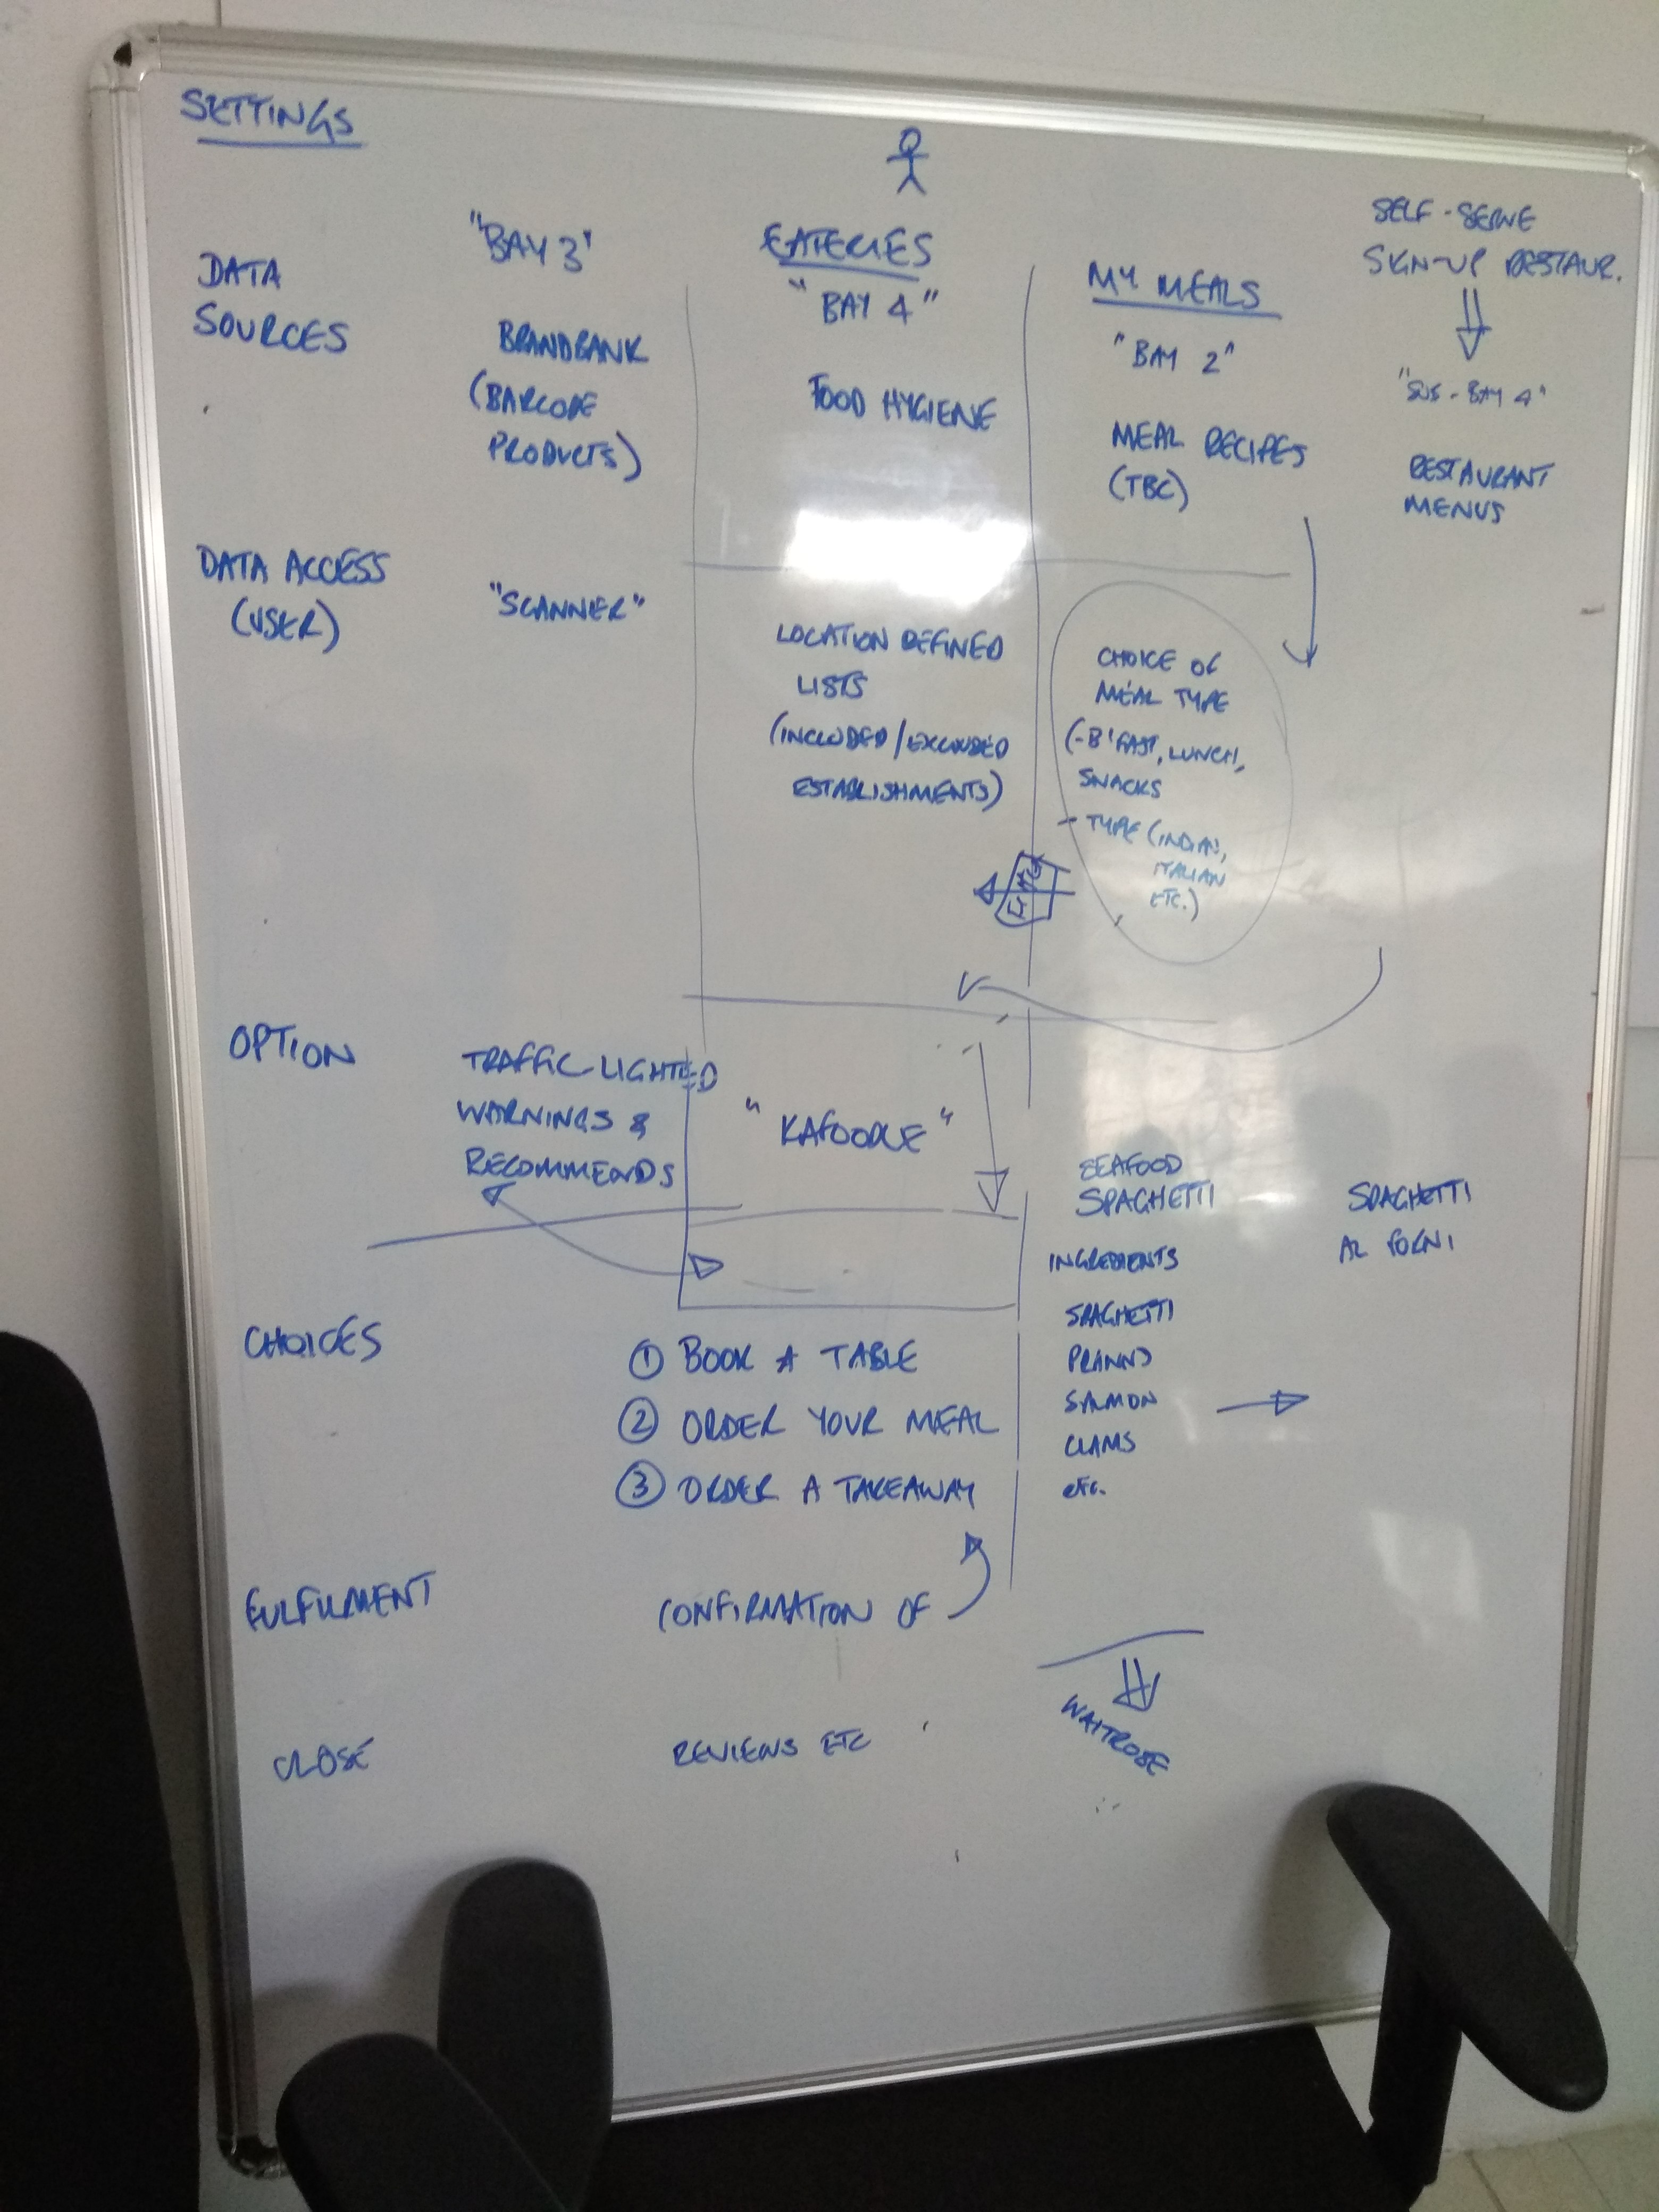 SETTINGS
DATA
SOURCES
"BAY 3"
BRANDBANK
(BARCODE
PRODUCTS)
EATERIES
"BAY 4"
FOOD HYGIENE
MY MEALS
"BAY 2"
MEAL RECIPES
(TBC)
SELF-SERVE
SIGN-UP RESTAUR.
BAY 4"
RESTAURANT
MENUS
DATA ACCESS
(USER)
"SCANNER"
LOCATION DEFINED
LISTS
(INCLUDED/EXCLUDED
ESTABLISHMENTS)
CHOICE OF
MEAL TYPE
(-B'FAST, LUNCH,
SNACKS
- TYPE (INDIAN,
ITALIAN
ETC.)
OPTION
TRAFFIC-LIGHTED
WARNINGS &
RECOMMENDS
"KAFOODLE"
SEAFOOD
SPAGHETTI
INGREDIENTS
SPAGHETTI
PRAWNS
SALMON
CLAMS
etc.
SPAGHETTI
AL FORNI
CHOICES
① BOOK A TABLE
② ORDER YOUR MEAL
③ ORDER A TAKEAWAY
FULFILMENT
CONFIRMATION OF
WAITROSE
CLOSE
REVIEWS ETC